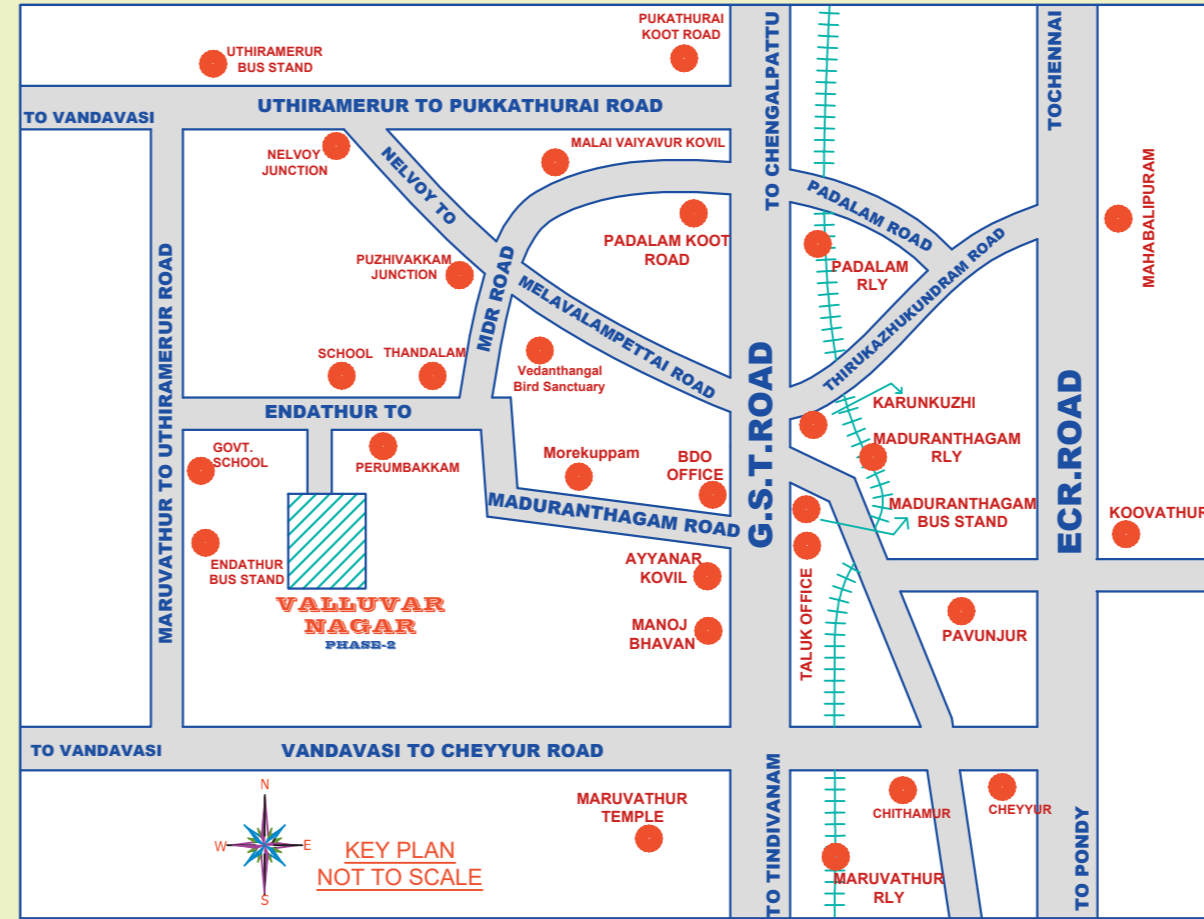 PUKATHURAI
KOOT ROAD
UTHIRAMERUR
BUS STAND
TO VANDAVASI
UTHIRAMERUR TO PUKKATHURAI ROAD
TO CHENGALPATTU
TOCHENNAI
NELVOY
JUNCTION
NELVOY TO
MALAI VAIYAVUR KOVIL
PADALAM ROAD
MAHABALIPURAM
PADALAM KOOT
ROAD
PADALAM
RLY
PUZHIVAKKAM
JUNCTION
MDR ROAD
MELAVALAMPETTAI ROAD
THIRUKAZHUKUNDRAM ROAD
MARUVATHUR TO UTHIRAMERUR ROAD
SCHOOL
THANDALAM
Vedanthangal
Bird Sanctuary
G.S.T.ROAD
ECR.ROAD
KARUNKUZHI
ENDATHUR TO
GOVT.
SCHOOL
PERUMBAKKAM
Morekuppam
BDO
OFFICE
MADURANTHAGAM
RLY
MADURANTHAGAM ROAD
MADURANTHAGAM
BUS STAND
KOOVATHUR
ENDATHUR
BUS STAND
AYYANAR
KOVIL
TALUK OFFICE
VALLUVAR
NAGAR
PHASE-2
MANOJ
BHAVAN
PAVUNJUR
TO VANDAVASI
VANDAVASI TO CHEYYUR ROAD
TO TINDIVANAM
TO PONDY
N
W
E
S
KEY PLAN
NOT TO SCALE
MARUVATHUR
TEMPLE
CHITHAMUR
CHEYYUR
MARUVATHUR
RLY